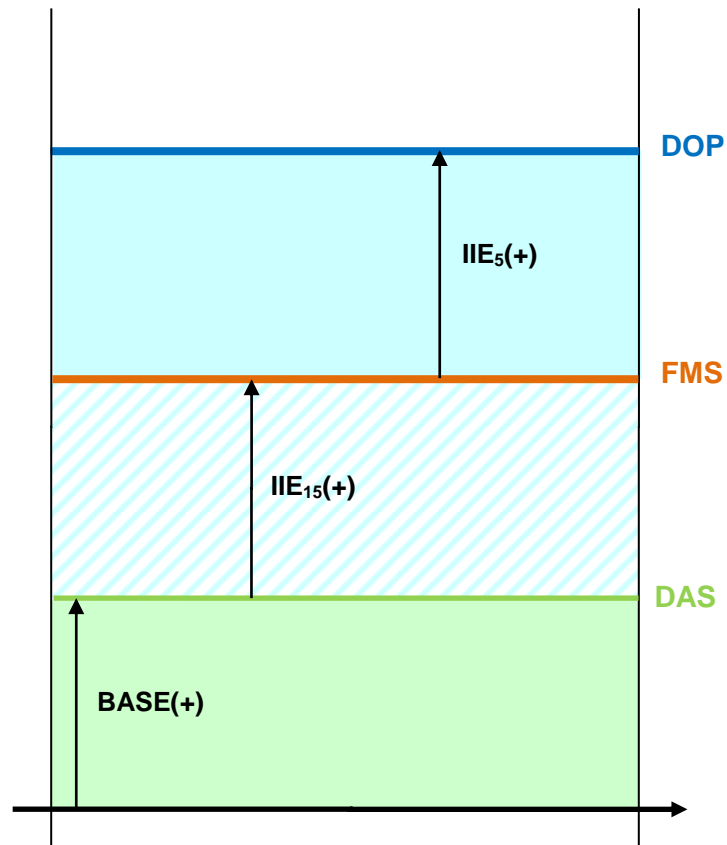 DOP
IIE₅(+)
FMS
IIE₁₅(+)
DAS
BASE(+)